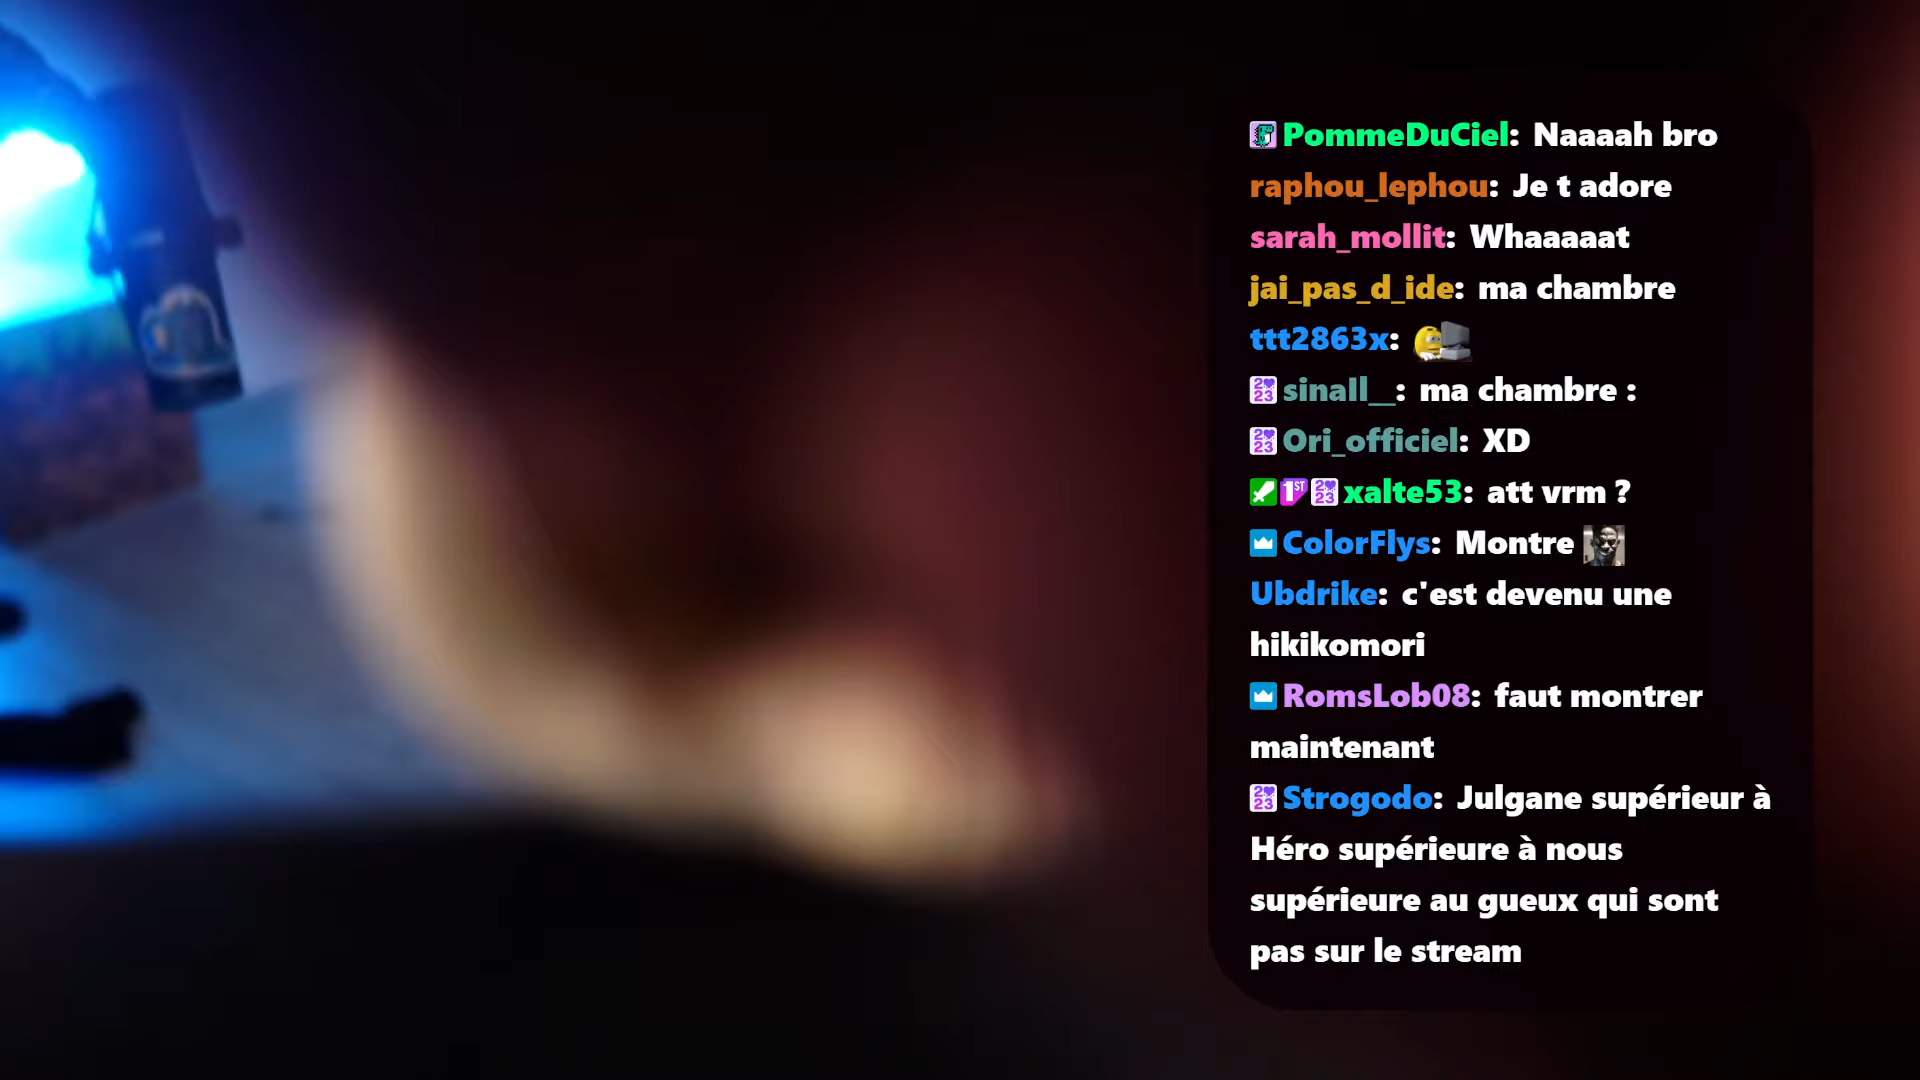 PommeDuCiel: Naaaah bro
raphou_lephou: Je t adore
sarah_mollit: Whaaaaat
jai_pas_d_ide: ma chambre
ttt2863x:
sinall__: ma chambre :
Ori_officiel: XD
xalte53: att vrm ?
ColorFlys: Montre
Ubdrike: c'est devenu une
hikikomori
RomsLob08: faut montrer
maintenant
Strogodo: Julgane supérieur à
Héro supérieure à nous
supérieure au gueux qui sont
pas sur le stream